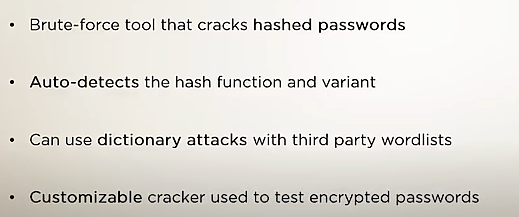 • Brute-force tool that cracks hashed passwords
• Auto-detects the hash function and variant
• Can use dictionary attacks with third party wordlists
• Customizable cracker used to test encrypted passwords